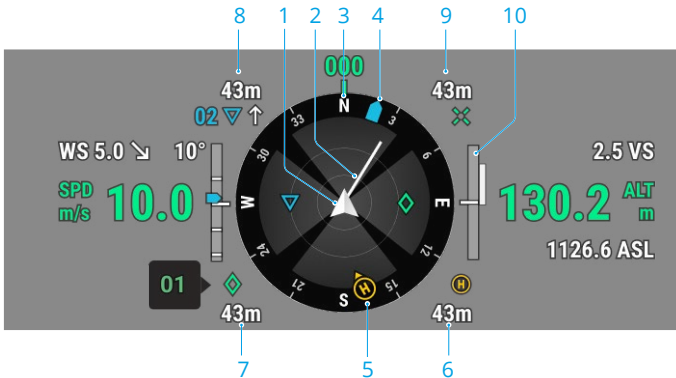 8 1 2 3 4 9 10
000
43m 43m
02
N
33 3
WS 5.0 10° 30 6 2.5 VS
SPD m/s 10.0 W E 130.2 ALT m
24 12 1126.6 ASL
01 21 S H 15 H
43m 43m
7 5 6